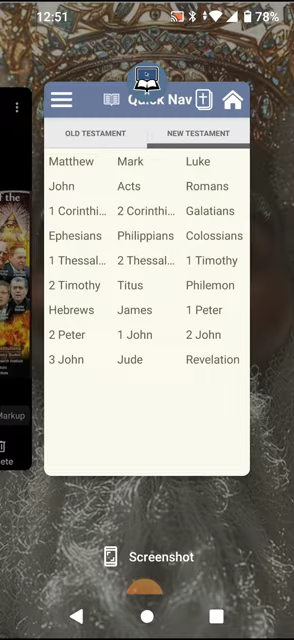 12:51
78%
Quick Nav
OLD TESTAMENT
NEW TESTAMENT
Matthew Mark Luke
John Acts Romans
1 Corinthi... 2 Corinthi... Galatians
Ephesians Philippians Colossians
1 Thessal... 2 Thessal... 1 Timothy
2 Timothy Titus Philemon
Hebrews James 1 Peter
2 Peter 1 John 2 John
3 John Jude Revelation
f the
Markup
ete
Screenshot